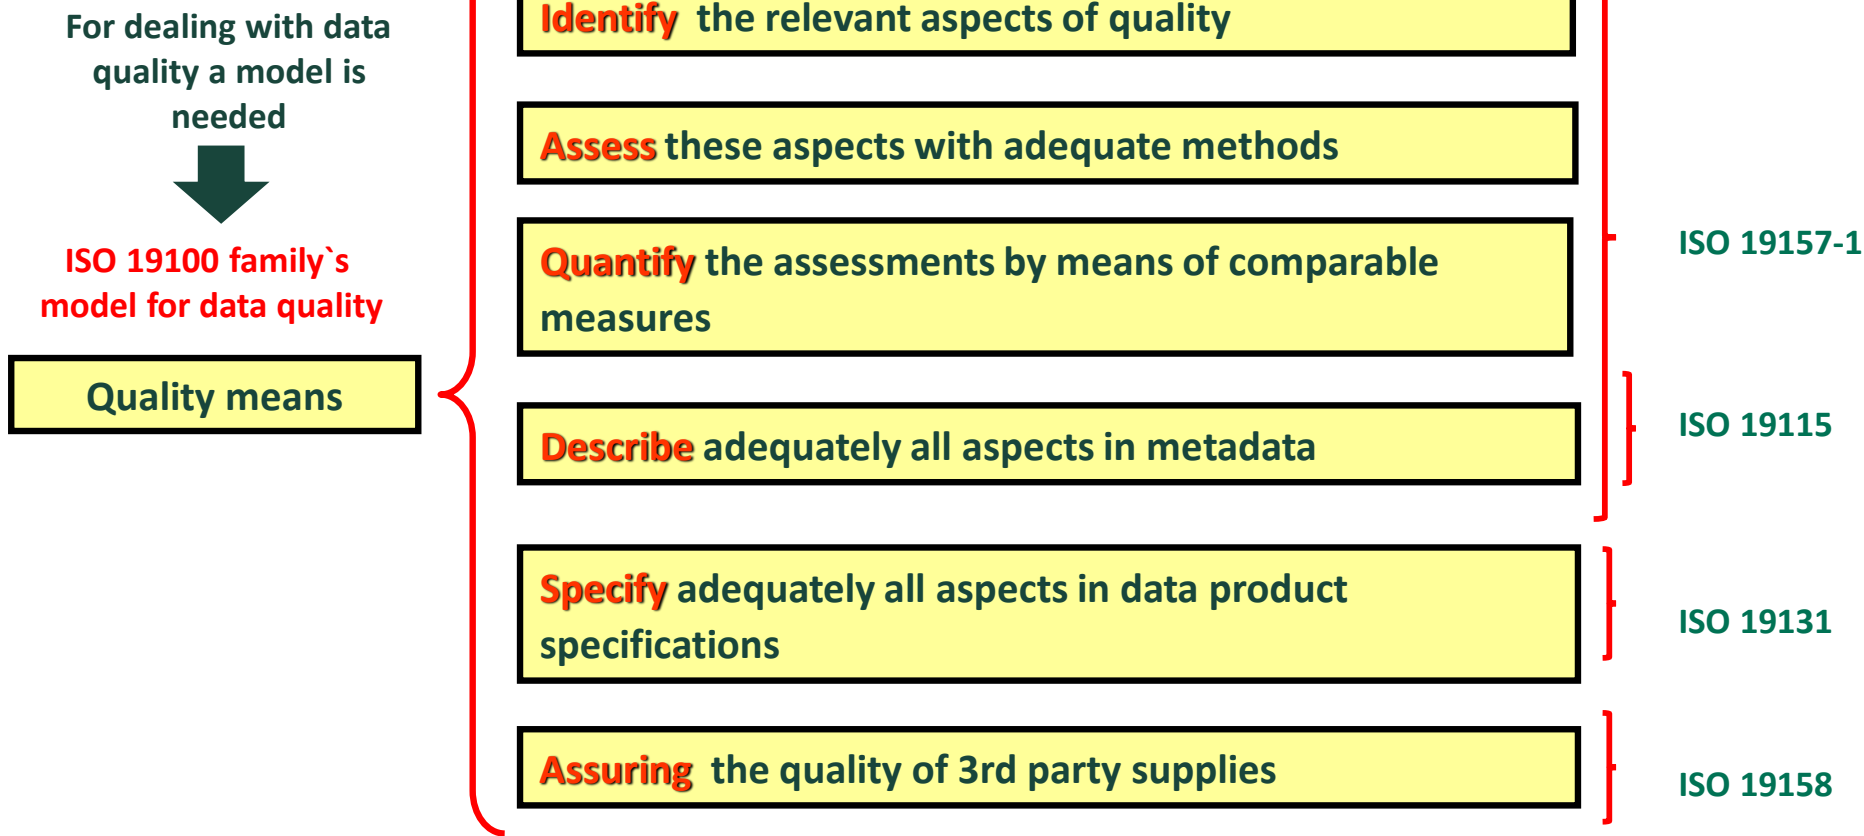 For dealing with data
quality a model is
needed
ISO 19100 family`s
model for data quality
Quality means
Identify the relevant aspects of quality
Assess these aspects with adequate methods
Quantify the assessments by means of comparable
measures
Describe adequately all aspects in metadata
Specify adequately all aspects in data product
specifications
Assuring the quality of 3rd party supplies
ISO 19157-1
ISO 19115
ISO 19131
ISO 19158